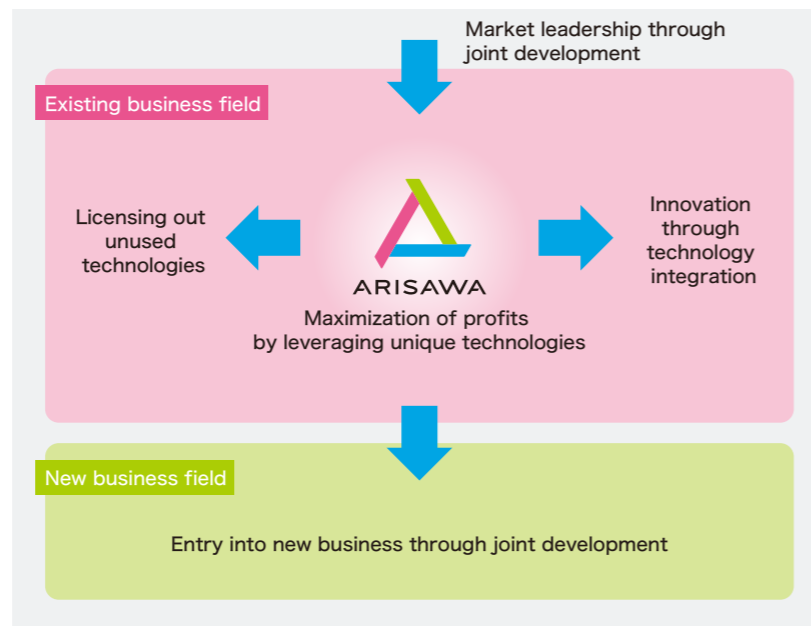 Market leadership through
joint development
Existing business field
Licensing out
unused
technologies
Innovation
through
technology
integration
ARISAWA
Maximization of profits
by leveraging unique technologies
New business field
Entry into new business through joint development